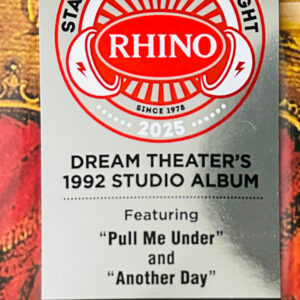 RHINO
SINCE 1978
2025
DREAM THEATER'S
1992 STUDIO ALBUM
Featuring
“Pull Me Under”
and
“Another Day”